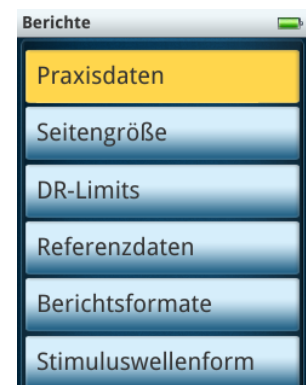 Berichte
Praxisdaten
Seitengröße
DR-Limits
Referenzdaten
Berichtsformate
Stimuluswellenform